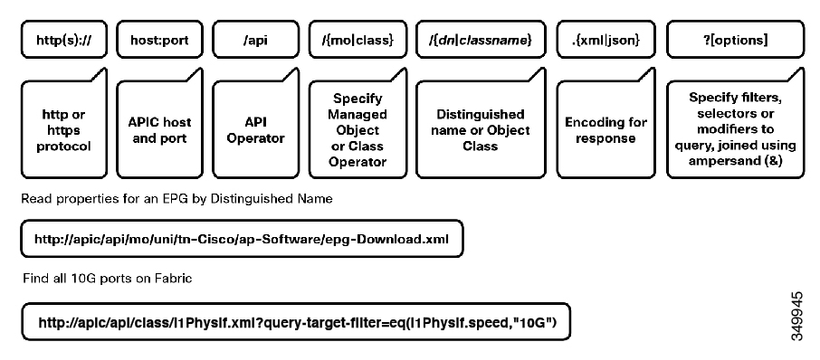 http(s)://
host:port
/api
/{mo|class}
/{dn|classname}
.{xml|json}
?[options]
http or
https
protocol
APIC host
and port
API
Operator
Specify
Managed
Object
or Class
Operator
Distinguished
name or Object
Class
Encoding for
response
Specify filters,
selectors or
modifiers to
query, joined using
ampersand (&)
Read properties for an EPG by Distinguished Name
http://apic/api/mo/uni/tn-Cisco/ap-Software/epg-Download.xml
Find all 10G ports on Fabric
http://apic/api/class/l1PhysIf.xml?query-target-filter=eq(l1PhysIf.speed,"10G")
349945